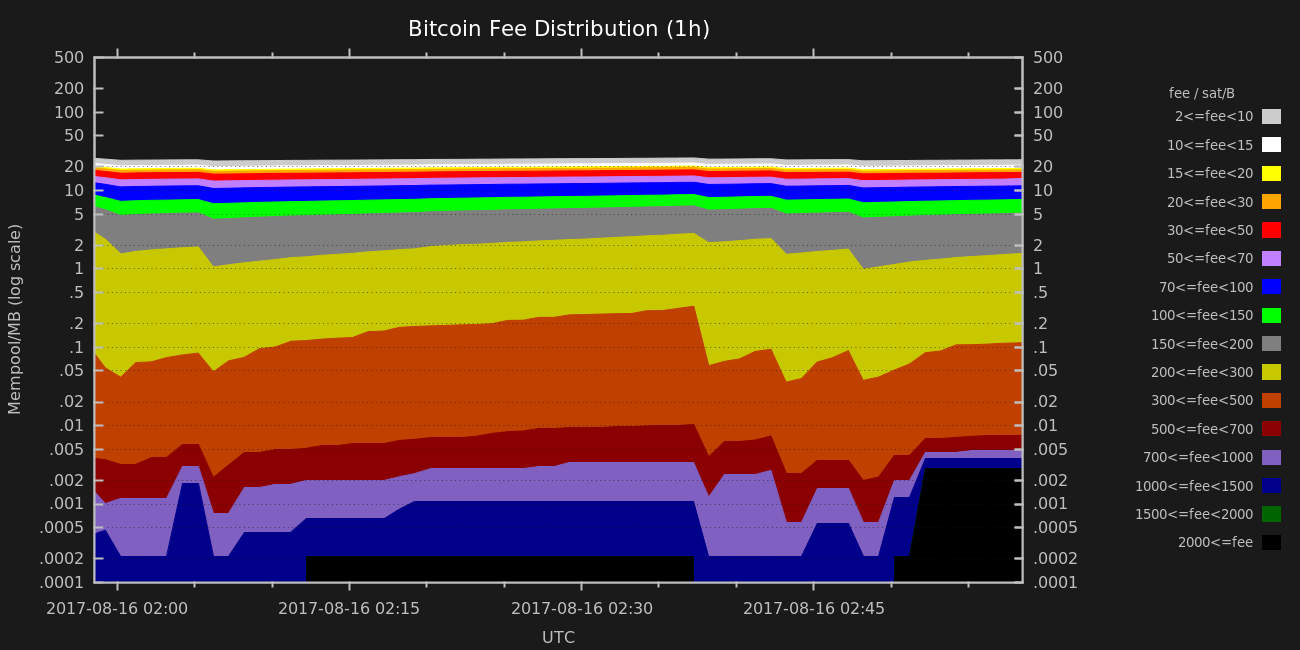 Bitcoin Fee Distribution (1h)
500
200
100
50
20
10
5
2
1
.5
.2
.1
.05
.02
.01
.005
.002
.001
.0005
.0002
.0001
Mempool/MB (log scale)
500
200
100
50
20
10
5
2
1
.5
.2
.1
.05
.02
.01
.005
.002
.001
.0005
.0002
.0001
2017-08-16 02:00
2017-08-16 02:15
2017-08-16 02:30
2017-08-16 02:45
UTC
fee / sat/B
2<=fee<10
10<=fee<15
15<=fee<20
20<=fee<30
30<=fee<50
50<=fee<70
70<=fee<100
100<=fee<150
150<=fee<200
200<=fee<300
300<=fee<500
500<=fee<700
700<=fee<1000
1000<=fee<1500
1500<=fee<2000
2000<=fee